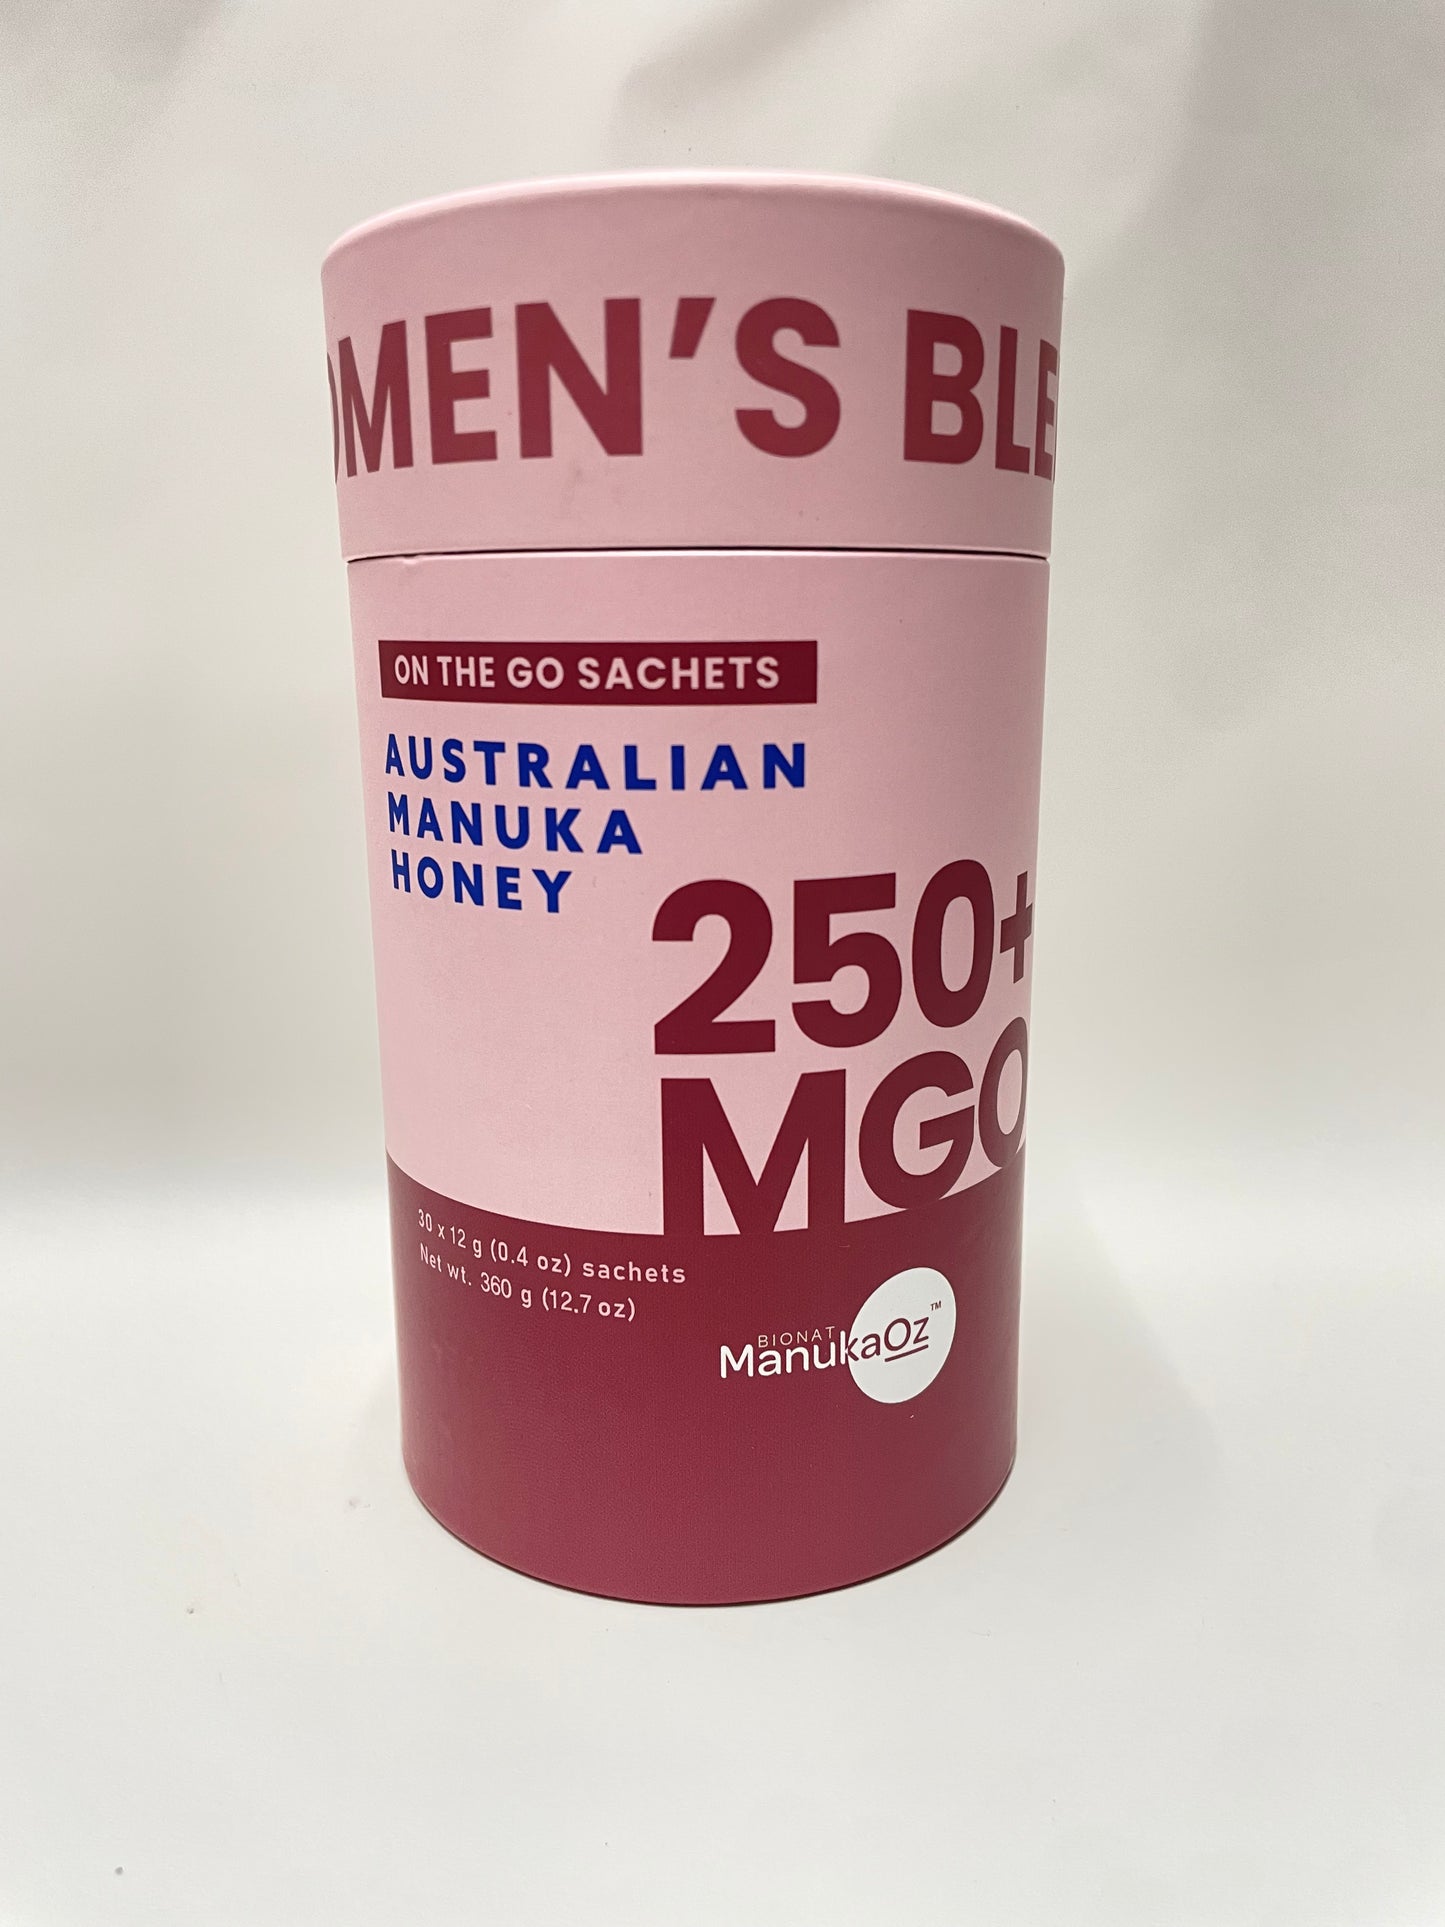 OMEN'S BLE
ON THE GO SACHETS
AUSTRALIAN
MANUKA
HONEY
250+
MGO
30 x 12 g (0.4 oz) sachets
Net wt. 360 g (12.7 oz)
BIONAT
ManukaOz™